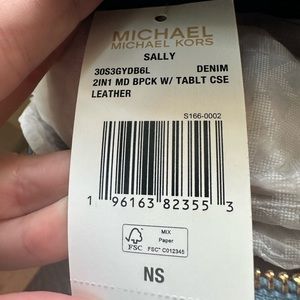 MICHAEL
MICHAEL KORS
SALLY
30S3GYDB6L DENIM
2IN1 MD BPCK W/ TABLT CSE
LEATHER
S166-0002
1 96163 82355 3
FSC
MIX
Paper
FSC® C012345
NS